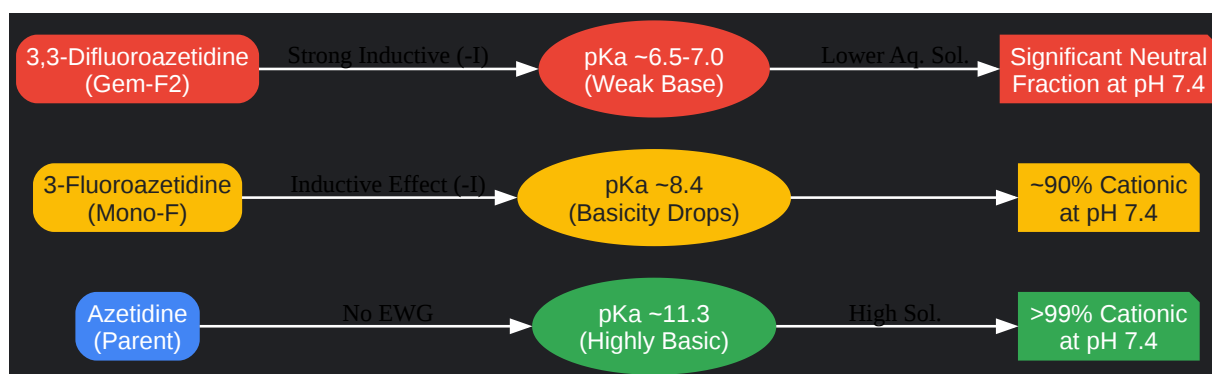 3,3-Difluoroazetidine
(Gem-F2)
Strong Inductive (-I)
pKa ~6.5-7.0
(Weak Base)
Lower Aq. Sol.
Significant Neutral
Fraction at pH 7.4
3-Fluoroazetidine
(Mono-F)
Inductive Effect (-I)
pKa ~8.4
(Basicity Drops)
~90% Cationic
at pH 7.4
Azetidine
(Parent)
No EWG
pKa ~11.3
(Highly Basic)
High Sol.
>99% Cationic
at pH 7.4